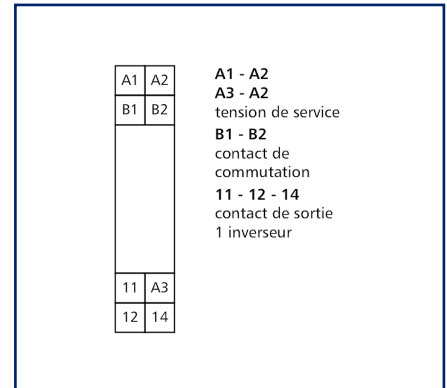 A1 A2
B1 B2
11 A3
12 14
A1 - A2
A3 - A2
tension de service
B1 - B2
contact de
commutation
11 - 12 - 14
contact de sortie
1 inverseur